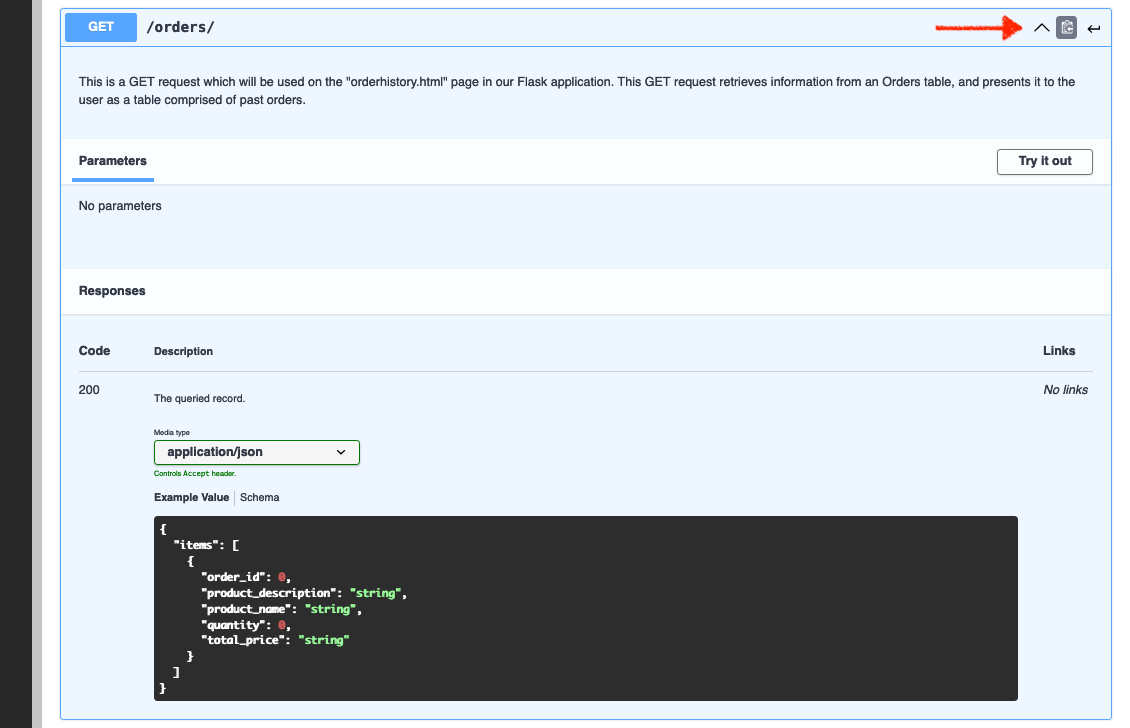 GET /orders/
This is a GET request which will be used on the "orderhistory.html" page in our Flask application. This GET request retrieves information from an Orders table, and presents it to the
user as a table comprised of past orders.
Parameters
Try it out
No parameters
Responses
Code Description Links
200 The queried record. No links
Media type
application/json
Controls Accept header.
Example Value Schema
{
  "items": [
    {
      "order_id": 0,
      "product_description": "string",
      "product_name": "string",
      "quantity": 0,
      "total_price": "string"
    }
  ]
}